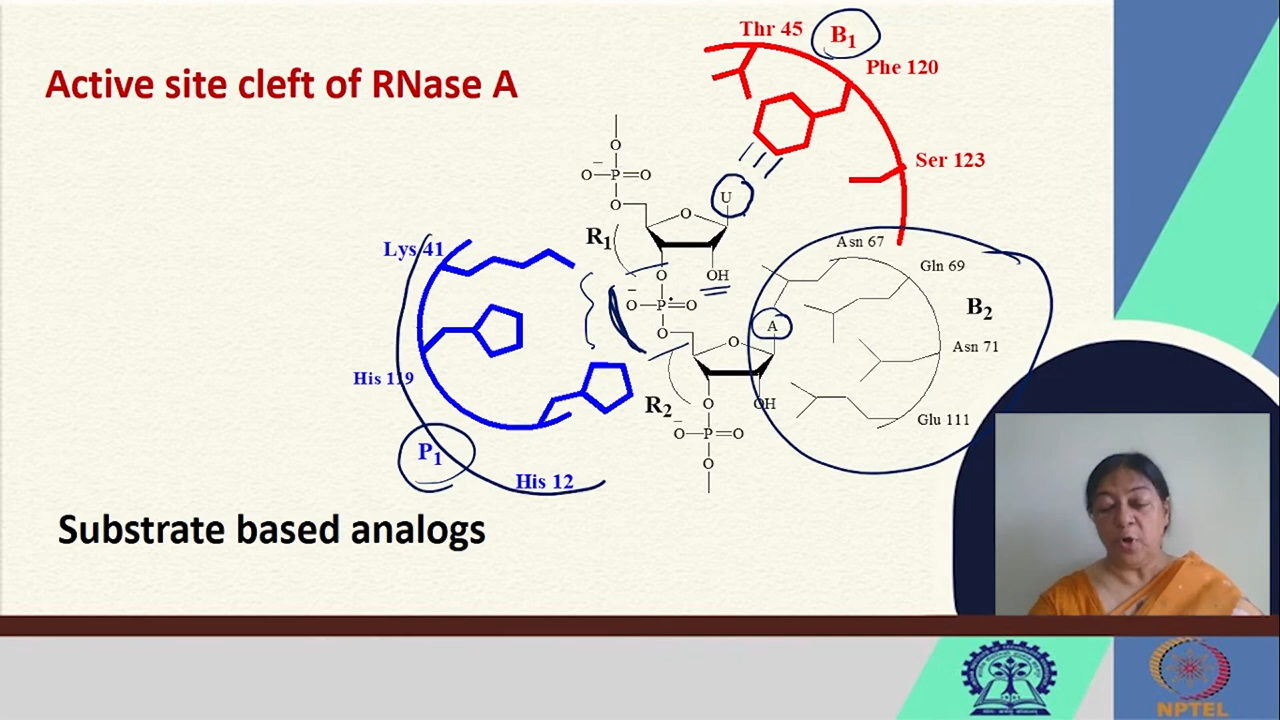 Active site cleft of RNase A
Thr 45
B1
Phe 120
Ser 123
O
O−P=O
O
O
U
R1
O
OH
O−P=O
O
O
A
R2
O
OH
O−P=O
O
Lys 41
His 119
P1
His 12
Asn 67
Gln 69
B2
Asn 71
Glu 111
Substrate based analogs
NPTEL